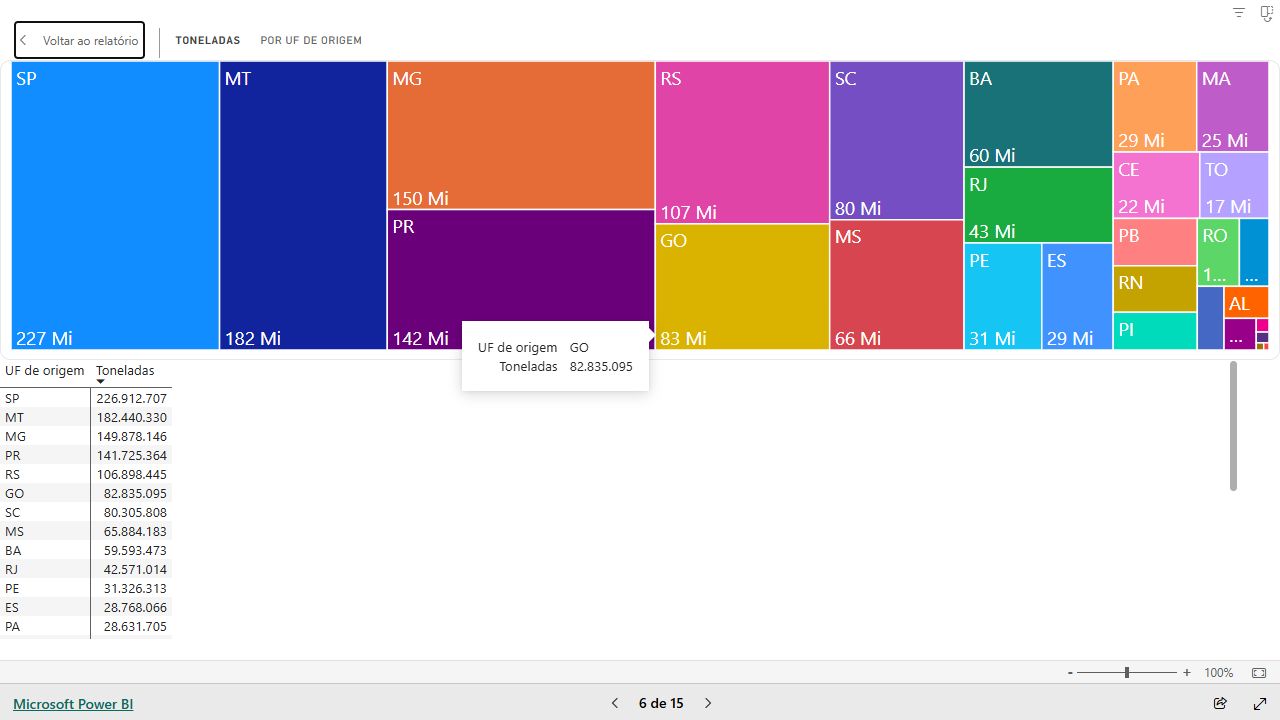 Voltar ao relatório
TONELADAS
POR UF DE ORIGEM
SP
227 Mi
MT
182 Mi
MG
150 Mi
PR
142 Mi
RS
107 Mi
GO
83 Mi
SC
80 Mi
MS
66 Mi
BA
60 Mi
RJ
43 Mi
PE
31 Mi
ES
29 Mi
PA
29 Mi
MA
25 Mi
CE
22 Mi
TO
17 Mi
PB
RN
PI
RO
1...
...
AL
...
UF de origem GO
Toneladas 82.835.095
UF de origem Toneladas
SP 226.912.707
MT 182.440.330
MG 149.878.146
PR 141.725.364
RS 106.898.445
GO 82.835.095
SC 80.305.808
MS 65.884.183
BA 59.593.473
RJ 42.571.014
PE 31.326.313
ES 28.768.066
PA 28.631.705
- + 100%
Microsoft Power BI
6 de 15